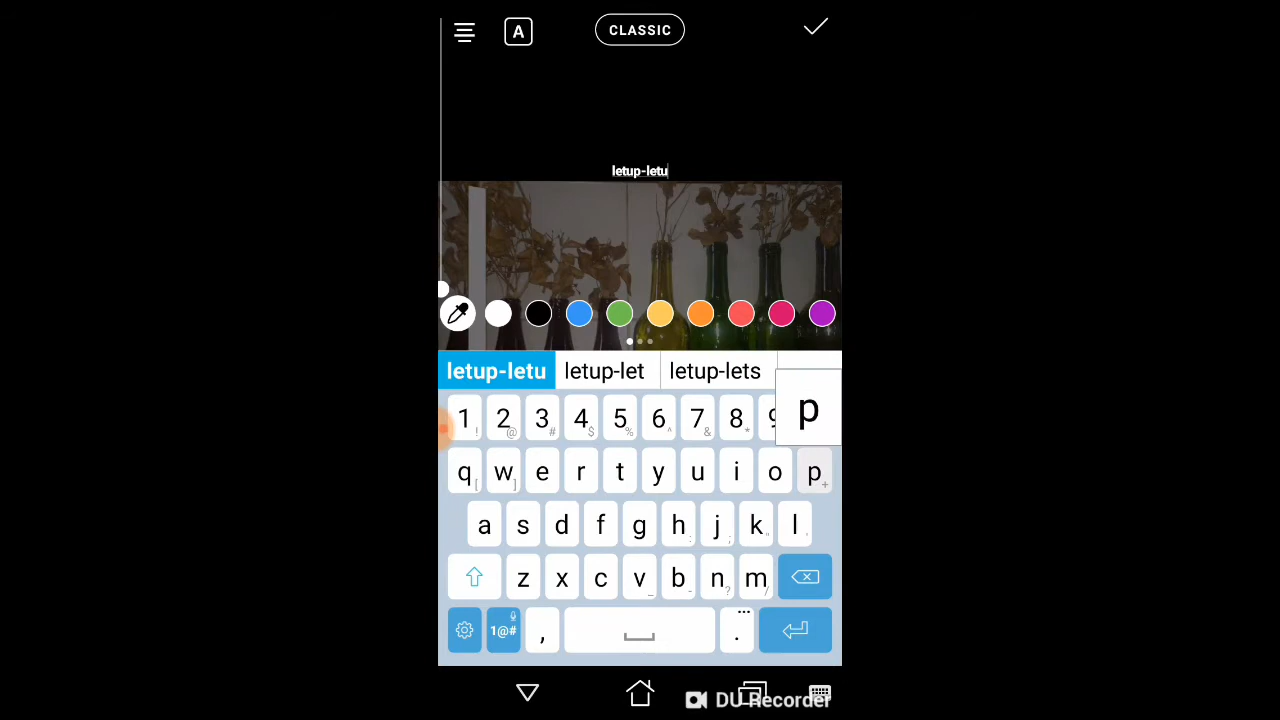 A CLASSIC
letup-letu
letup-letu letup-let letup-lets
p
1 ! 2 @ 3 # 4 $ 5 % 6 ^ 7 & 8 * 9
q [ w ] e r t y u i o p +
a s d f g h : j ; k " l '
z x c v _ b - n ? m /
1@# , ... .
DU Recorder